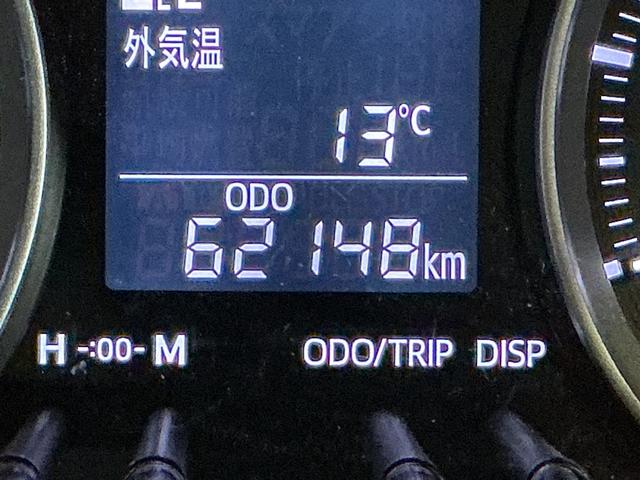 外気温
13°C
ODO
62148km
H -:00- M ODO/TRIP DISP